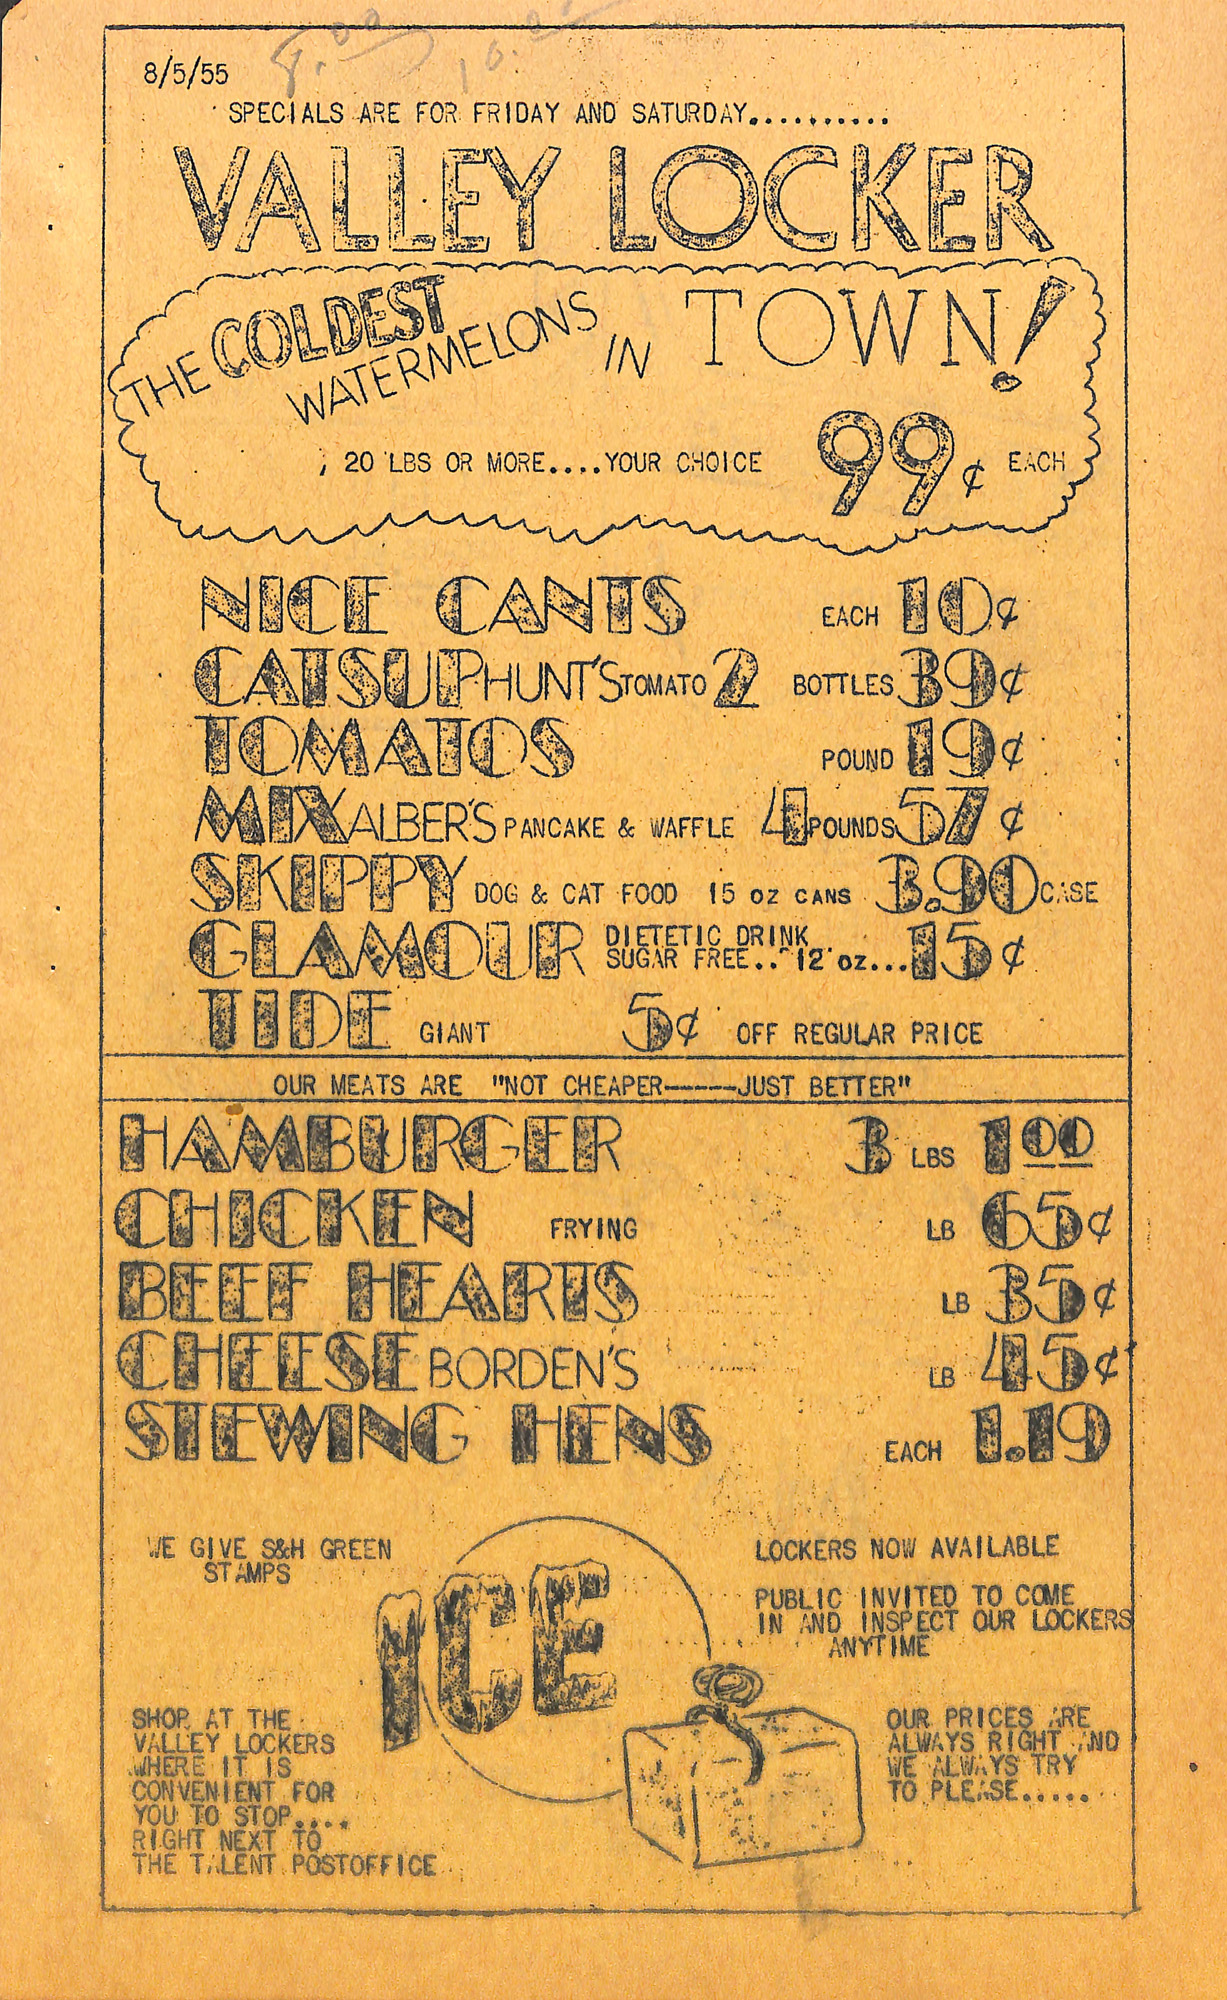 8.00 10.00
8/5/55
SPECIALS ARE FOR FRIDAY AND SATURDAY..........
VALLEY LOCKER
THE COLDEST WATERMELONS IN TOWN!
20 LBS OR MORE....YOUR CHOICE 99¢ EACH
NICE CANTS EACH 10¢
CATSUP HUNT'S TOMATO 2 BOTTLES 39¢
TOMATOS POUND 19¢
MIX ALBER'S PANCAKE & WAFFLE 4 POUNDS 57¢
SKIPPY DOG & CAT FOOD 15 OZ CANS 3.90 CASE
GLAMOUR DIETETIC DRINK
SUGAR FREE.. 12 OZ... 15¢
TIDE GIANT 5¢ OFF REGULAR PRICE
OUR MEATS ARE "NOT CHEAPER-----JUST BETTER"
HAMBURGER 3 LBS 1.00
CHICKEN FRYING LB 65¢
BEEF HEARTS LB 35¢
CHEESE BORDEN'S LB 45¢
STEWING HENS EACH 1.19
WE GIVE S&H GREEN
STAMPS
ICE
LOCKERS NOW AVAILABLE
PUBLIC INVITED TO COME
IN AND INSPECT OUR LOCKERS
ANYTIME
SHOP AT THE
VALLEY LOCKERS
WHERE IT IS
CONVENIENT FOR
YOU TO STOP....
RIGHT NEXT TO
THE TALENT POSTOFFICE
OUR PRICES ARE
ALWAYS RIGHT AND
WE ALWAYS TRY
TO PLEASE.....